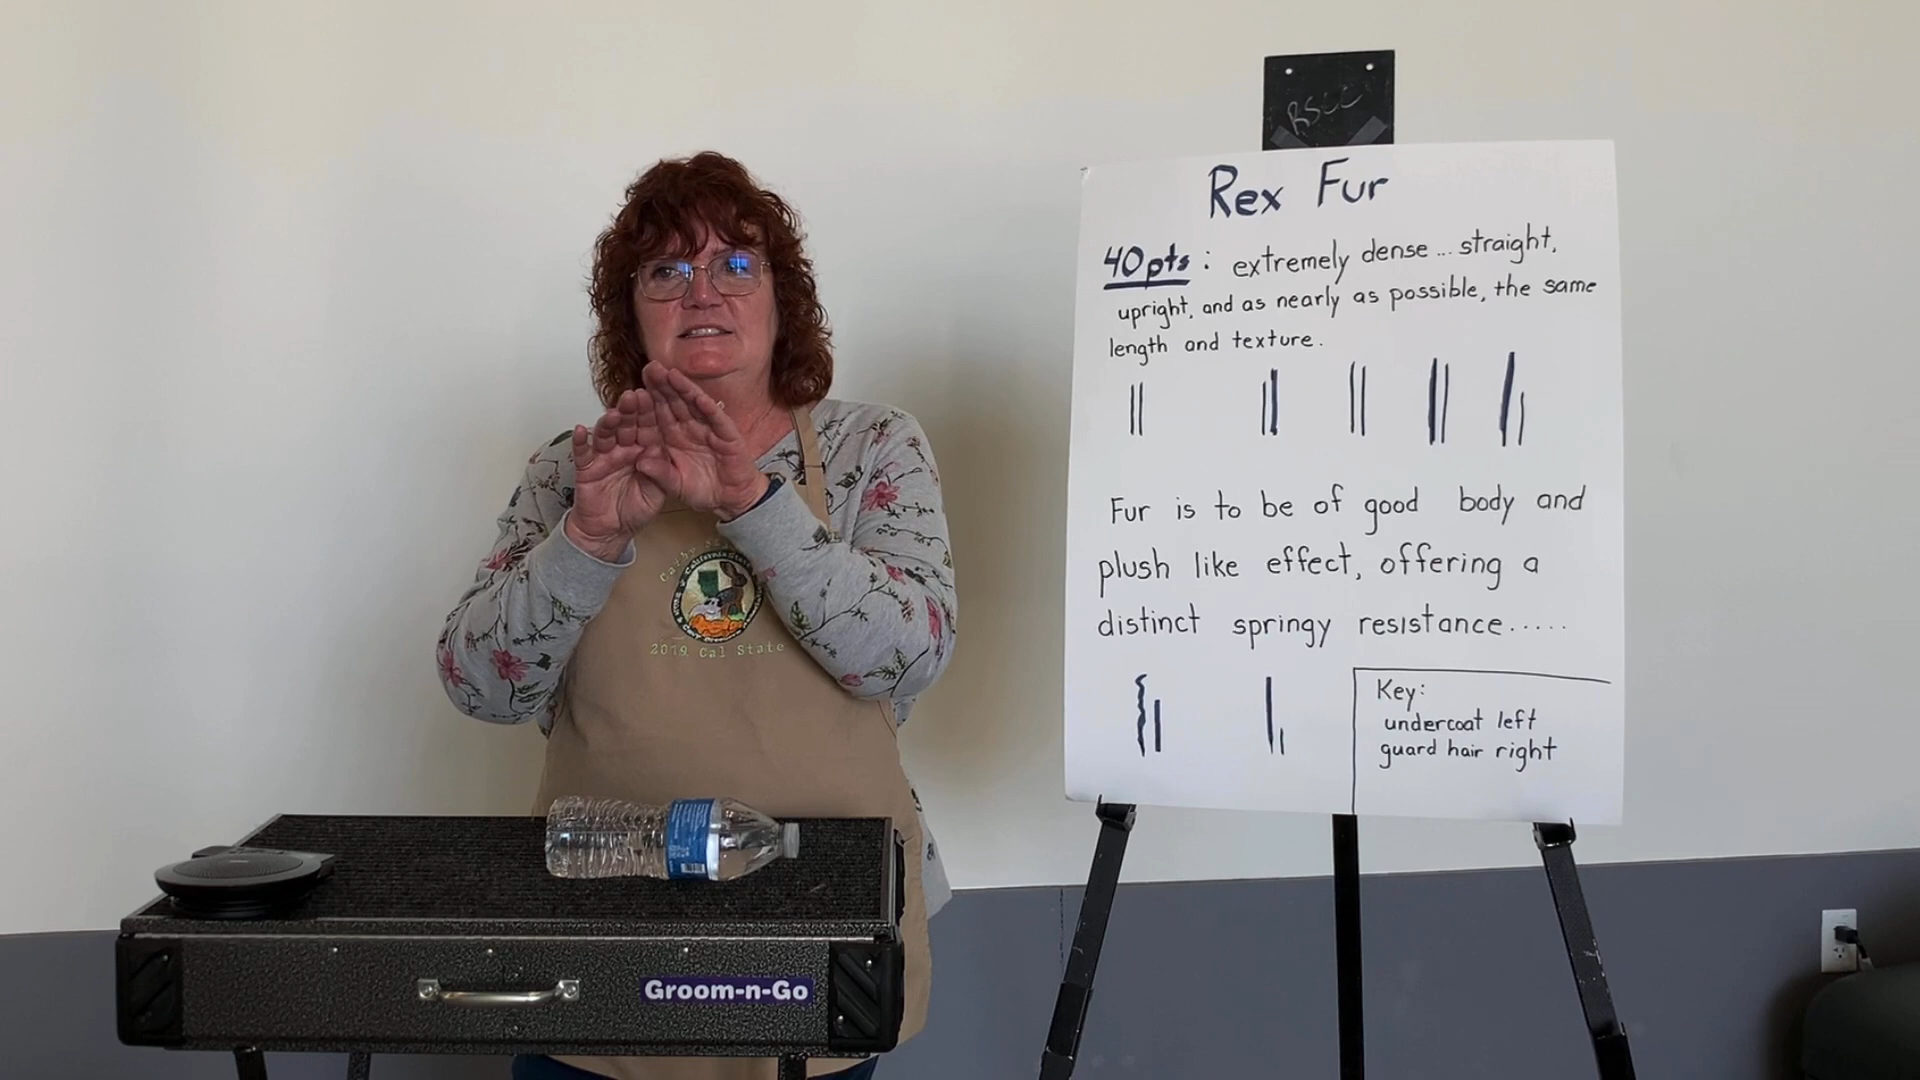 RSCC
Rex Fur
40pts: extremely dense... straight,
upright, and as nearly as possible, the same
length and texture.
Fur is to be of good body and
plush like effect, offering a
distinct springy resistance.....
Key:
undercoat left
guard hair right
2019 Cal State
Groom-n-Go